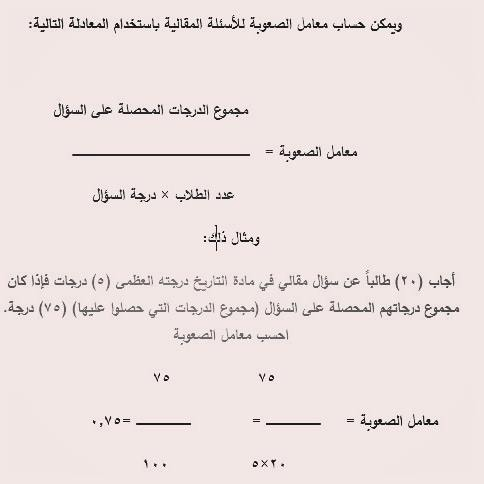 ويمكن حساب معامل الصعوبة للأسئلة المقالية باستخدام المعادلة التالية:
مجموع الدرجات المحصلة على السؤال
معامل الصعوبة =
عدد الطلاب × درجة السؤال
ومثال ذلك:
أجاب (٢٠) طالباً عن سؤال مقالي في مادة التاريخ درجته العظمى (٥) درجات فإذا كان
مجموع درجاتهم المحصلة على السؤال (مجموع الدرجات التي حصلوا عليها) (٧٥) درجة.
احسب معامل الصعوبة
٧٥ ٧٥
معامل الصعوبة = = =٠,٧٥
٥×٢٠ ١٠٠